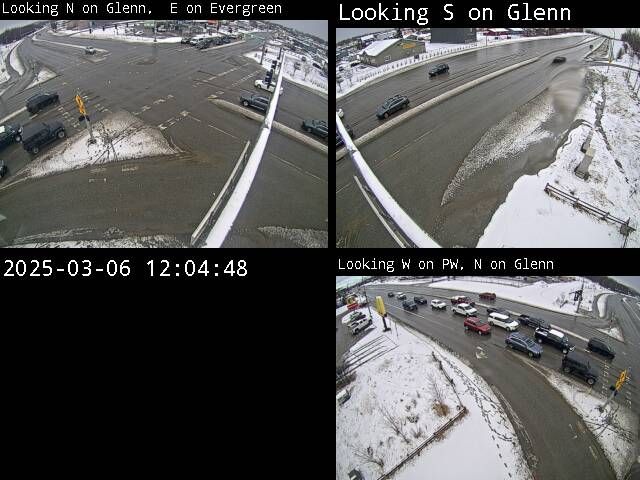 Looking N on Glenn, E on Evergreen
Looking S on Glenn
2025-03-06 12:04:48
Looking W on PW, N on Glenn